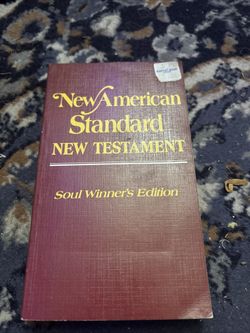 New American
Standard
NEW TESTAMENT
Soul Winner's Edition